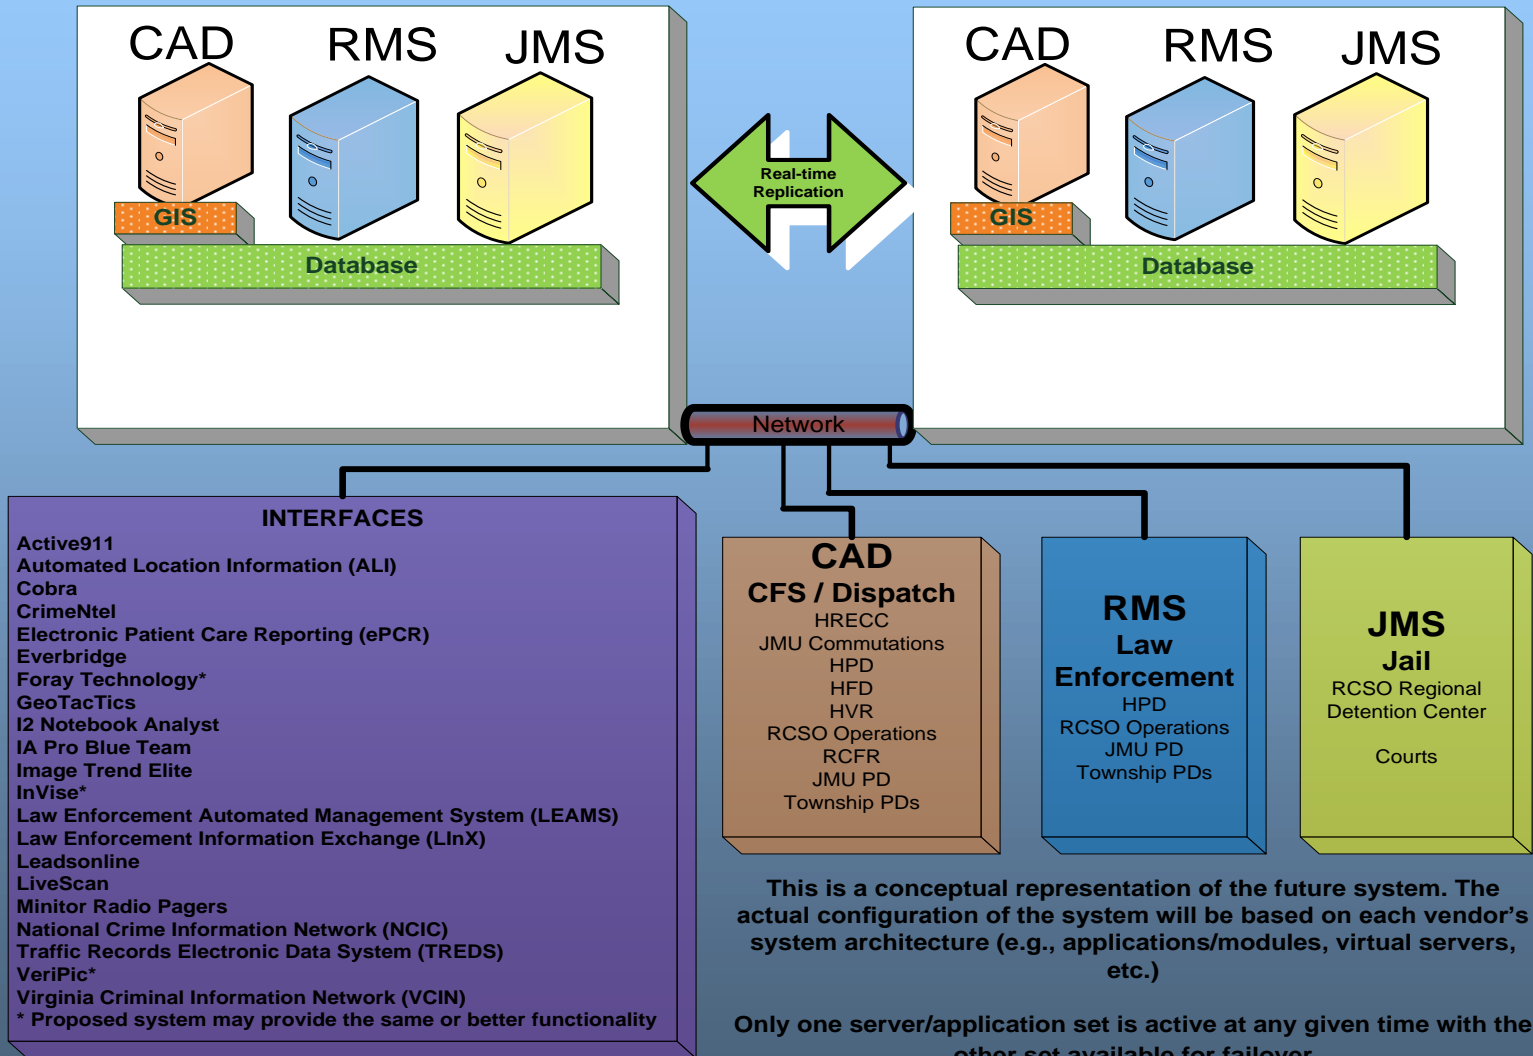 CAD
RMS
JMS
GIS
Database
Real-time
Replication
CAD
RMS
JMS
GIS
Database
Network
INTERFACES
Active911
Automated Location Information (ALI)
Cobra
CrimeNtel
Electronic Patient Care Reporting (ePCR)
Everbridge
Foray Technology*
GeoTacTics
I2 Notebook Analyst
IA Pro Blue Team
Image Trend Elite
InVise*
Law Enforcement Automated Management System (LEAMS)
Law Enforcement Information Exchange (LInX)
Leadsonline
LiveScan
Minitor Radio Pagers
National Crime Information Network (NCIC)
Traffic Records Electronic Data System (TREDS)
VeriPic*
Virginia Criminal Information Network (VCIN)
* Proposed system may provide the same or better functionality
CAD
CFS / Dispatch
HRECC
JMU Commutations
HPD
HFD
HVR
RCSO Operations
RCFR
JMU PD
Township PDs
RMS
Law
Enforcement
HPD
RCSO Operations
JMU PD
Township PDs
JMS
Jail
RCSO Regional
Detention Center
Courts
This is a conceptual representation of the future system. The
actual configuration of the system will be based on each vendor's
system architecture (e.g., applications/modules, virtual servers,
etc.)
Only one server/application set is active at any given time with the
other set available for failover